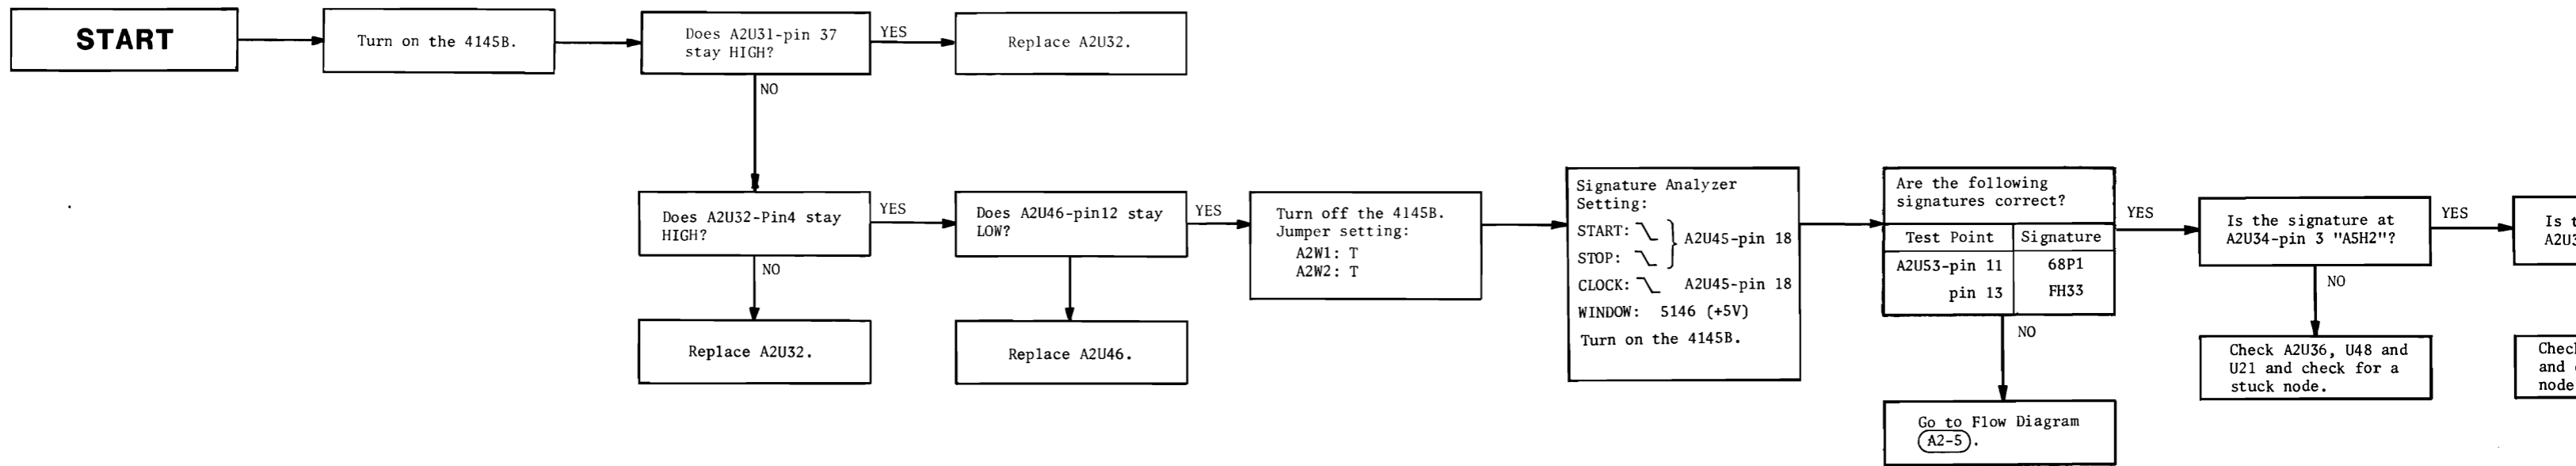 START
Turn on the 4145B.
Does A2U31-pin 37
stay HIGH?
YES
Replace A2U32.
NO
Does A2U32-Pin4 stay
HIGH?
YES
NO
Replace A2U32.
Does A2U46-pin12 stay
LOW?
YES
Replace A2U46.
Turn off the 4145B.
Jumper setting:
A2W1: T
A2W2: T
Signature Analyzer
Setting:
START:
STOP:
A2U45-pin 18
CLOCK: A2U45-pin 18
WINDOW: 5146 (+5V)
Turn on the 4145B.
Are the following
signatures correct?
Test Point Signature
A2U53-pin 11 68P1
pin 13 FH33
YES
NO
Go to Flow Diagram
A2-5.
Is the signature at
A2U34-pin 3 "A5H2"?
YES
NO
Check A2U36, U48 and
U21 and check for a
stuck node.
Is
A2U3
Check
and
node